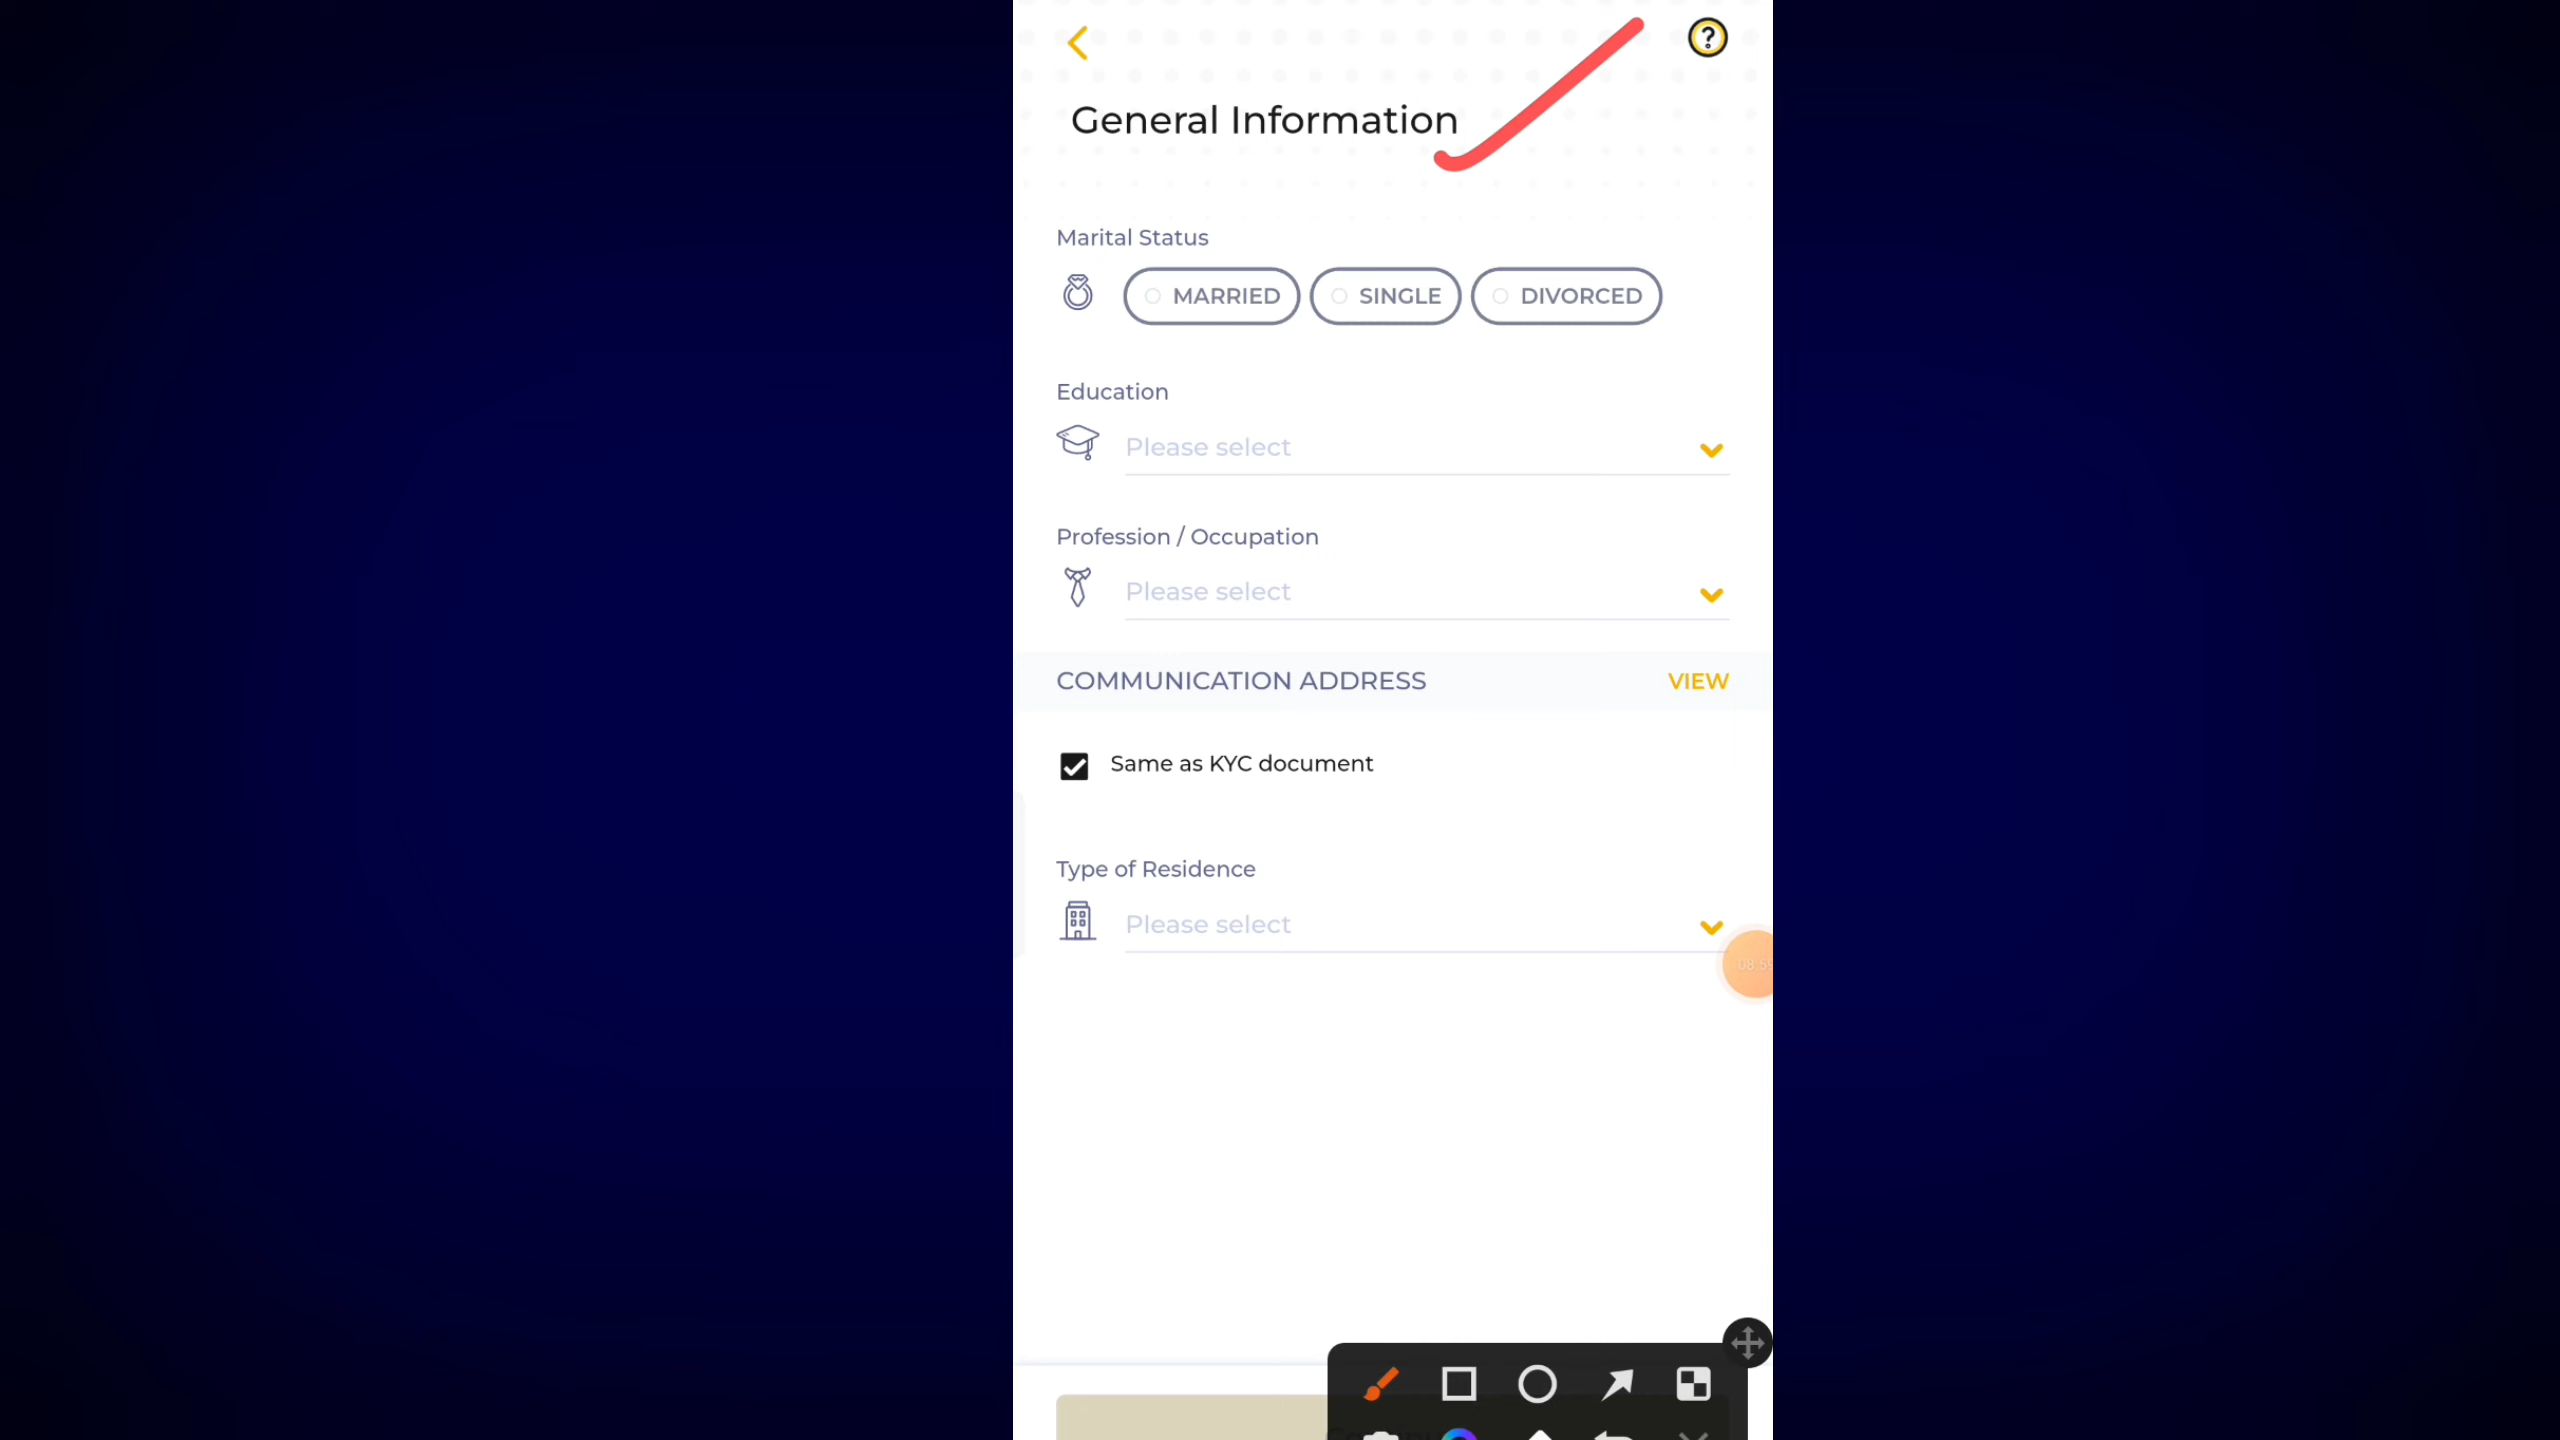 ?
General Information
Marital Status
MARRIED SINGLE DIVORCED
Education
Please select
Profession / Occupation
Please select
COMMUNICATION ADDRESS VIEW
Same as KYC document
Type of Residence
Please select